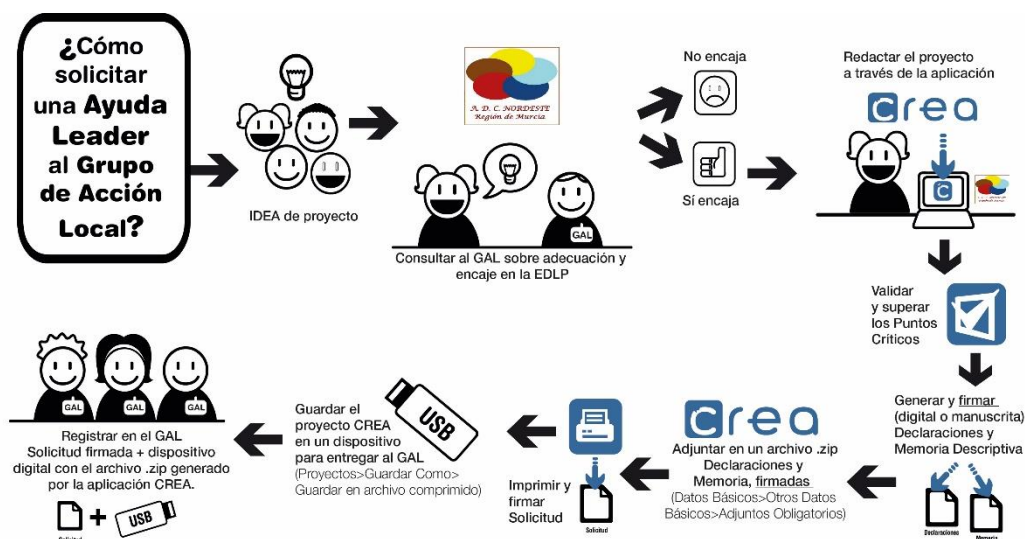 ¿Cómo
solicitar
una Ayuda
Leader
al Grupo
de Acción
Local?
IDEA de proyecto
A. D. C. NORDESTE
Región de Murcia
GAL
Consultar al GAL sobre adecuación y
encaje en la EDLP
No encaja
Sí encaja
Redactar el proyecto
a través de la aplicación
crea
C
Validar
y superar
los Puntos
Críticos
Generar y firmar
(digital o manuscrita)
Declaraciones y
Memoria Descriptiva
Declaraciones
Memoria
crea
Adjuntar en un archivo .zip
Declaraciones y
Memoria, firmadas
(Datos Básicos>Otros Datos
Básicos>Adjuntos Obligatorios)
Imprimir y
firmar
Solicitud
Solicitud
USB
Guardar el
proyecto CREA
en un dispositivo
para entregar al GAL
(Proyectos>Guardar Como>
Guardar en archivo comprimido)
GAL
GAL
GAL
Registrar en el GAL
Solicitud firmada + dispositivo
digital con el archivo .zip generado
por la aplicación CREA.
+
USB